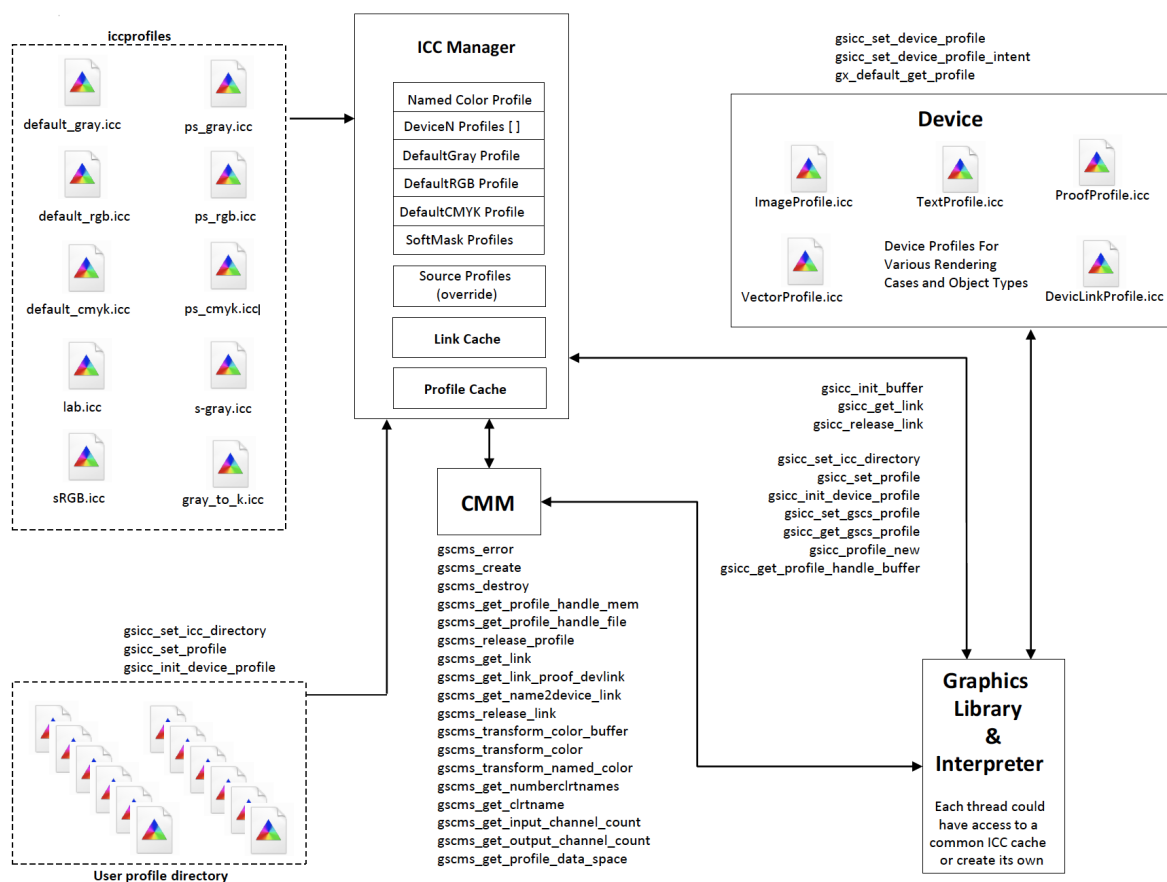 iccprofiles
default_gray.icc
ps_gray.icc
default_rgb.icc
ps_rgb.icc
default_cmyk.icc
ps_cmyk.icc
lab.icc
s-gray.icc
sRGB.icc
gray_to_k.icc
ICC Manager
Named Color Profile
DeviceN Profiles [ ]
DefaultGray Profile
DefaultRGB Profile
DefaultCMYK Profile
SoftMask Profiles
Source Profiles
(override)
Link Cache
Profile Cache
gsicc_set_device_profile
gsicc_set_device_profile_intent
gx_default_get_profile
Device
ImageProfile.icc
TextProfile.icc
ProofProfile.icc
VectorProfile.icc
Device Profiles For
Various Rendering
Cases and Object Types
DevicLinkProfile.icc
gsicc_init_buffer
gsicc_get_link
gsicc_release_link
gsicc_set_icc_directory
gsicc_set_profile
gsicc_init_device_profile
gsicc_set_gscs_profile
gsicc_get_gscs_profile
gsicc_profile_new
gsicc_get_profile_handle_buffer
CMM
gscms_error
gscms_create
gscms_destroy
gscms_get_profile_handle_mem
gscms_get_profile_handle_file
gscms_release_profile
gscms_get_link
gscms_get_link_proof_devlink
gscms_get_name2device_link
gscms_release_link
gscms_transform_color_buffer
gscms_transform_color
gscms_transform_named_color
gscms_get_numberclrtnames
gscms_get_clrtname
gscms_get_input_channel_count
gscms_get_output_channel_count
gscms_get_profile_data_space
gsicc_set_icc_directory
gsicc_set_profile
gsicc_init_device_profile
User profile directory
Graphics
Library
&
Interpreter
Each thread could
have access to a
common ICC cache
or create its own